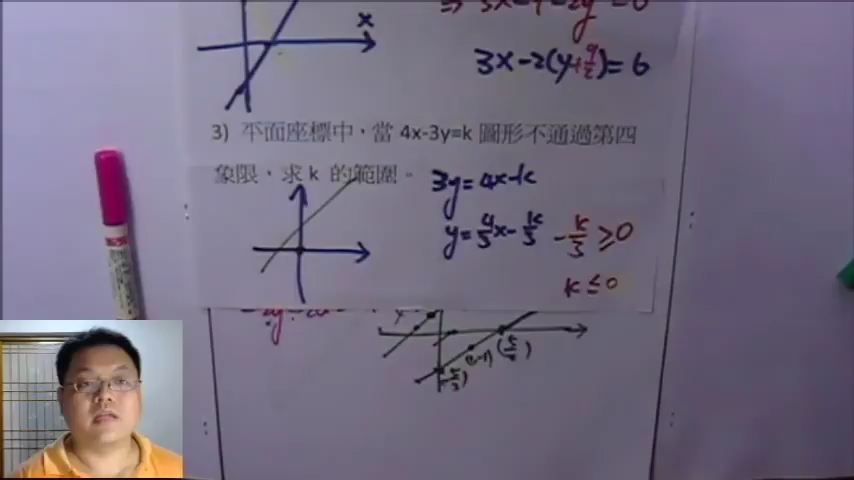 x
3x-2(y+9/2)=6
3) 平面座標中，當 4x-3y=k 圖形不通過第四
象限，求 k 的範圍。
3y=4x-k
y=4/3x-k/3
-k/3≥0
k≤0